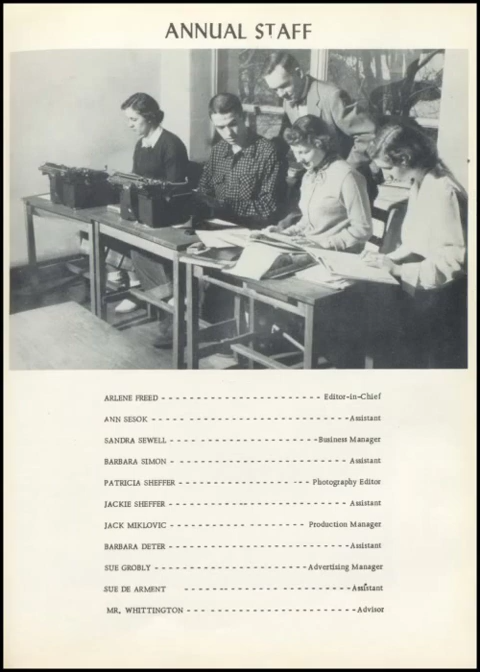 ANNUAL STAFF
ARLENE FREED - - - - - - - - - - - - - - - - - - - - - - - - Editor-in-Chief
ANN SESOK - - - - - - - - - - - - - - - - - - - - - - - - - - - - - Assistant
SANDRA SEWELL - - - - - - - - - - - - - - - - - - - - - - Business Manager
BARBARA SIMON - - - - - - - - - - - - - - - - - - - - - - - - - - - Assistant
PATRICIA SHEFFER - - - - - - - - - - - - - - - - - - - - Photography Editor
JACKIE SHEFFER - - - - - - - - - - - - - - - - - - - - - - - - - - - Assistant
JACK MIKLOVIC - - - - - - - - - - - - - - - - - - - - Production Manager
BARBARA DETER - - - - - - - - - - - - - - - - - - - - - - - - - - - Assistant
SUE GROBLY - - - - - - - - - - - - - - - - - - - - - - - Advertising Manager
SUE DE ARMENT - - - - - - - - - - - - - - - - - - - - - - - - - Assistant
MR. WHITTINGTON - - - - - - - - - - - - - - - - - - - - - - - - - Advisor